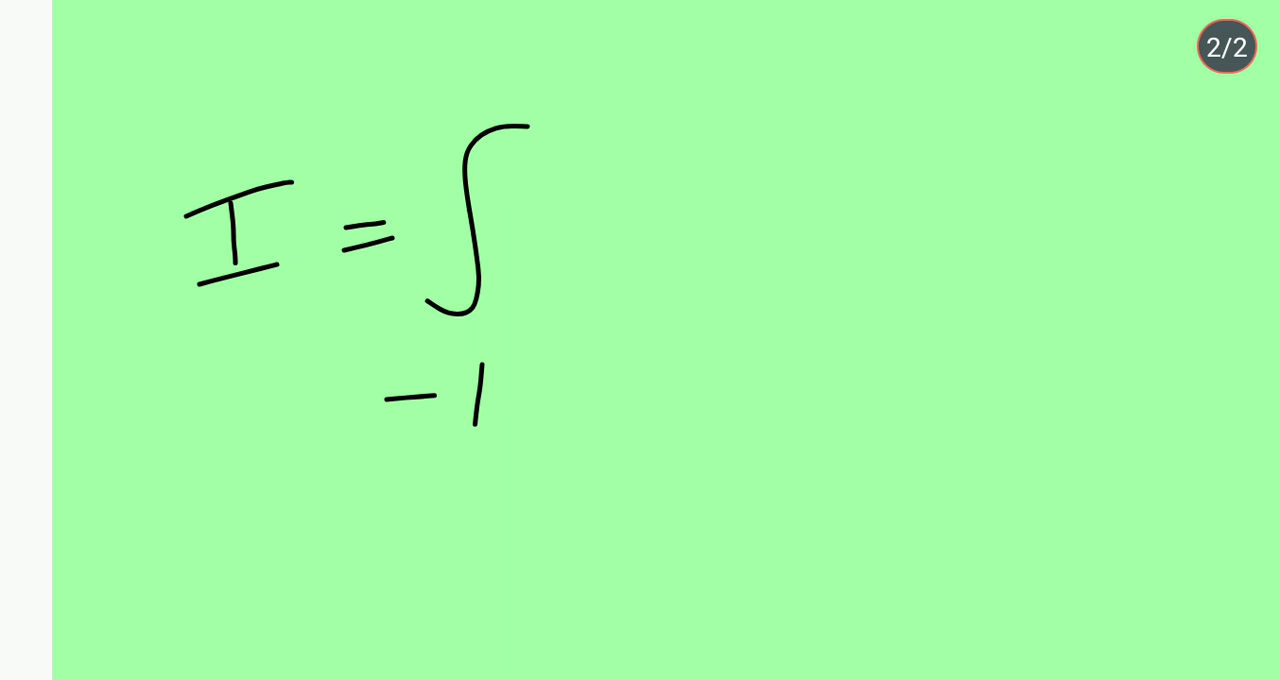 2/2
I = ∫
- 1